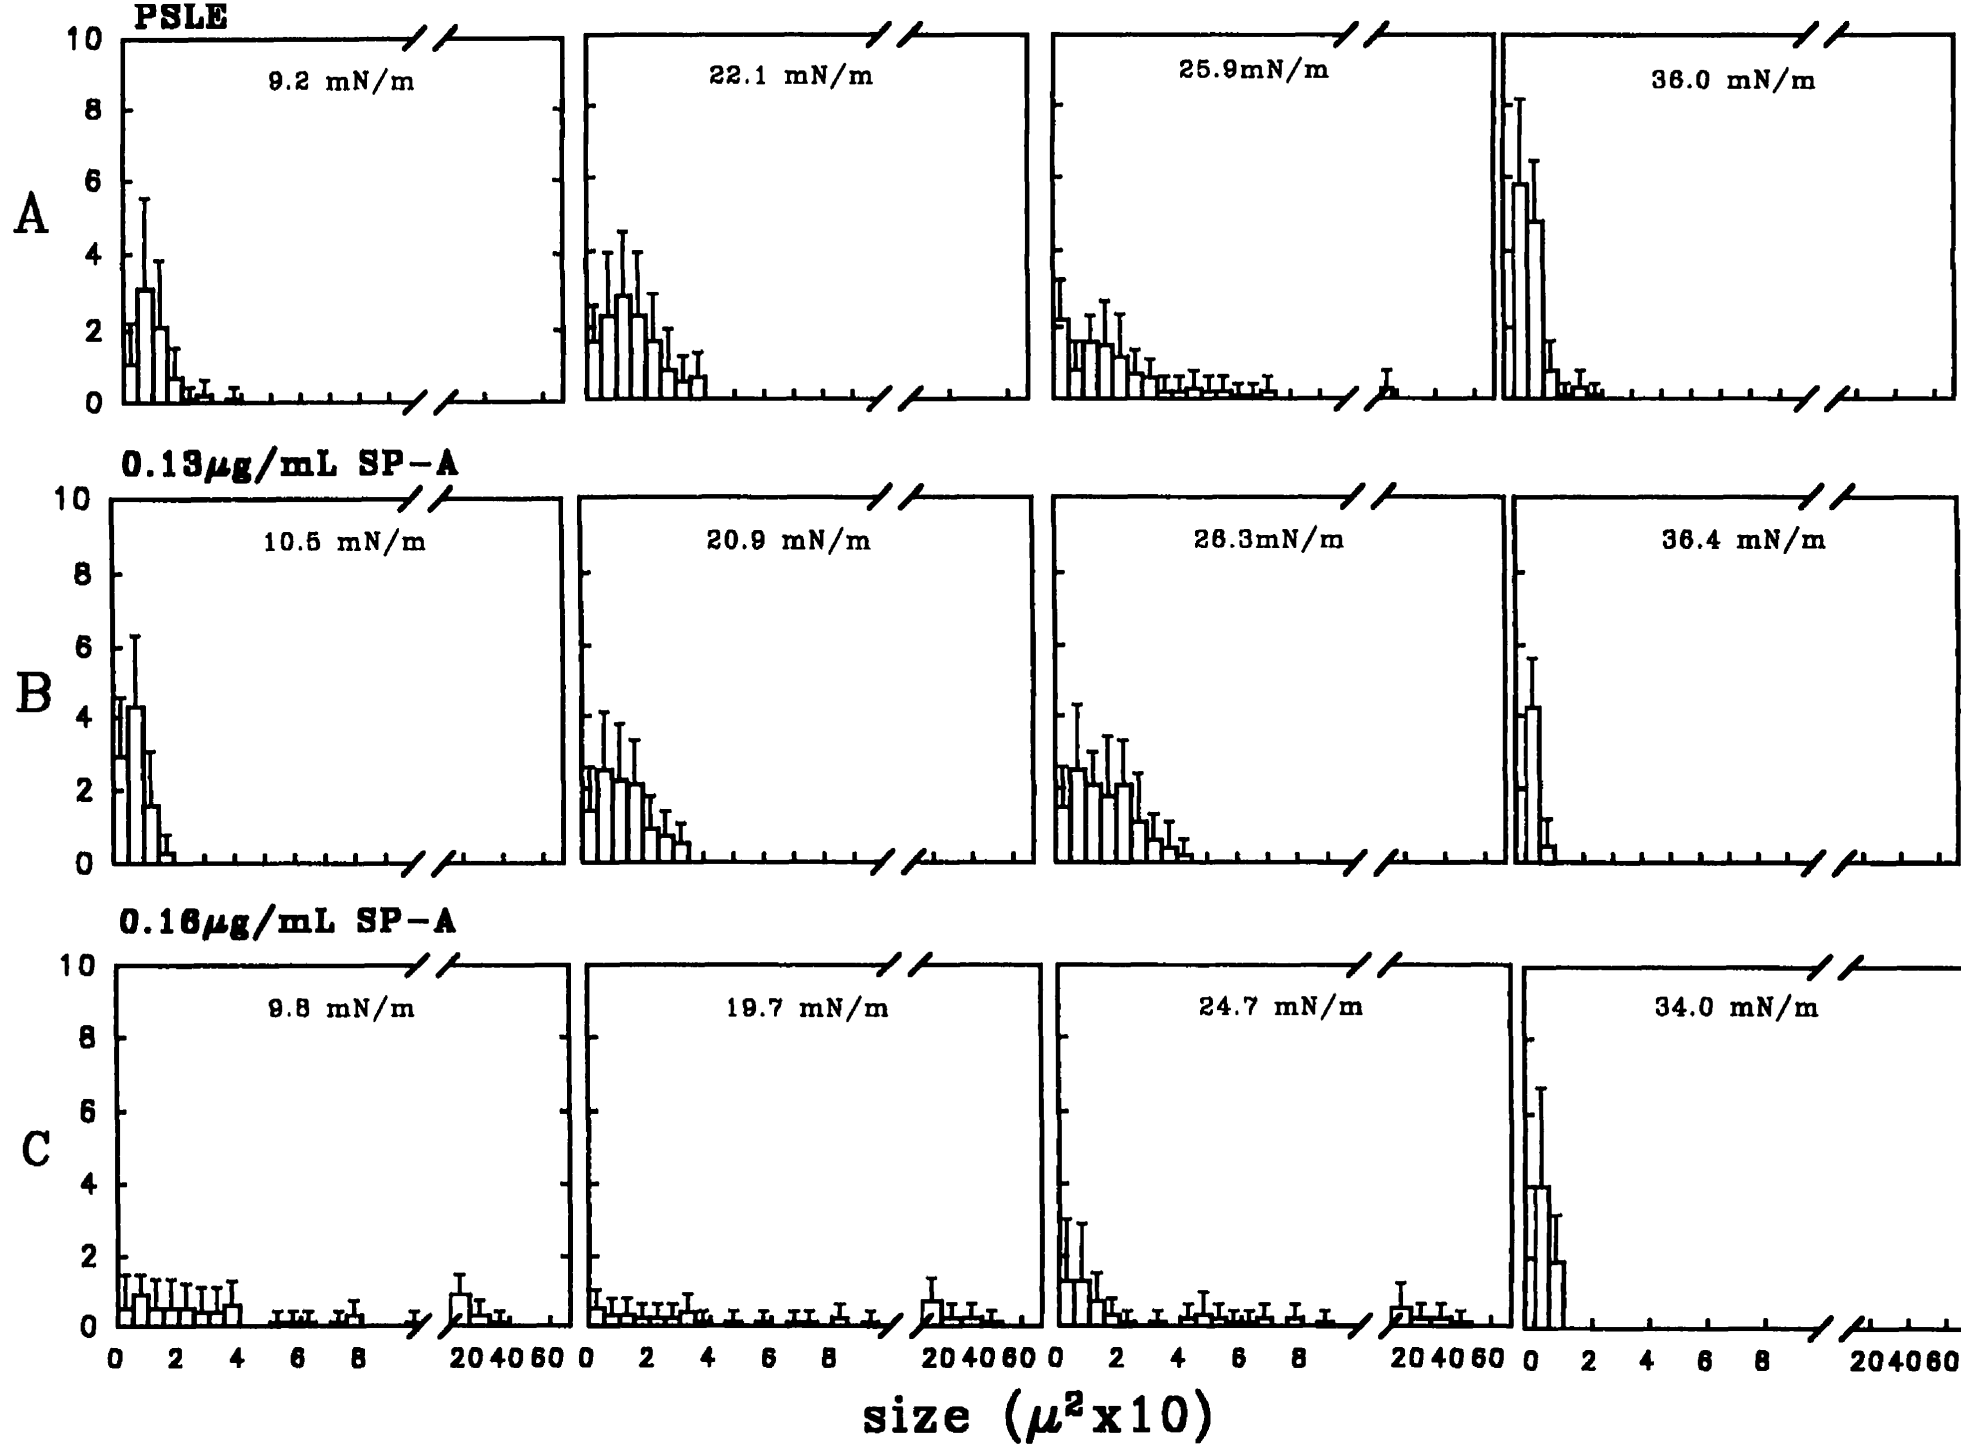 PSLE
10 8 6 4 2 0
A
9.2 mN/m
22.1 mN/m
25.9mN/m
36.0 mN/m
0.13μg/mL SP-A
10 8 6 4 2 0
B
10.5 mN/m
20.9 mN/m
26.3mN/m
36.4 mN/m
0.16μg/mL SP-A
10 8 6 4 2 0
C
9.8 mN/m
19.7 mN/m
24.7 mN/m
34.0 mN/m
0 2 4 6 8 20 40 60 0 2 4 6 8 20 40 60 0 2 4 6 8 20 40 60 0 2 4 6 8 20 40 60
size (μ²x10)